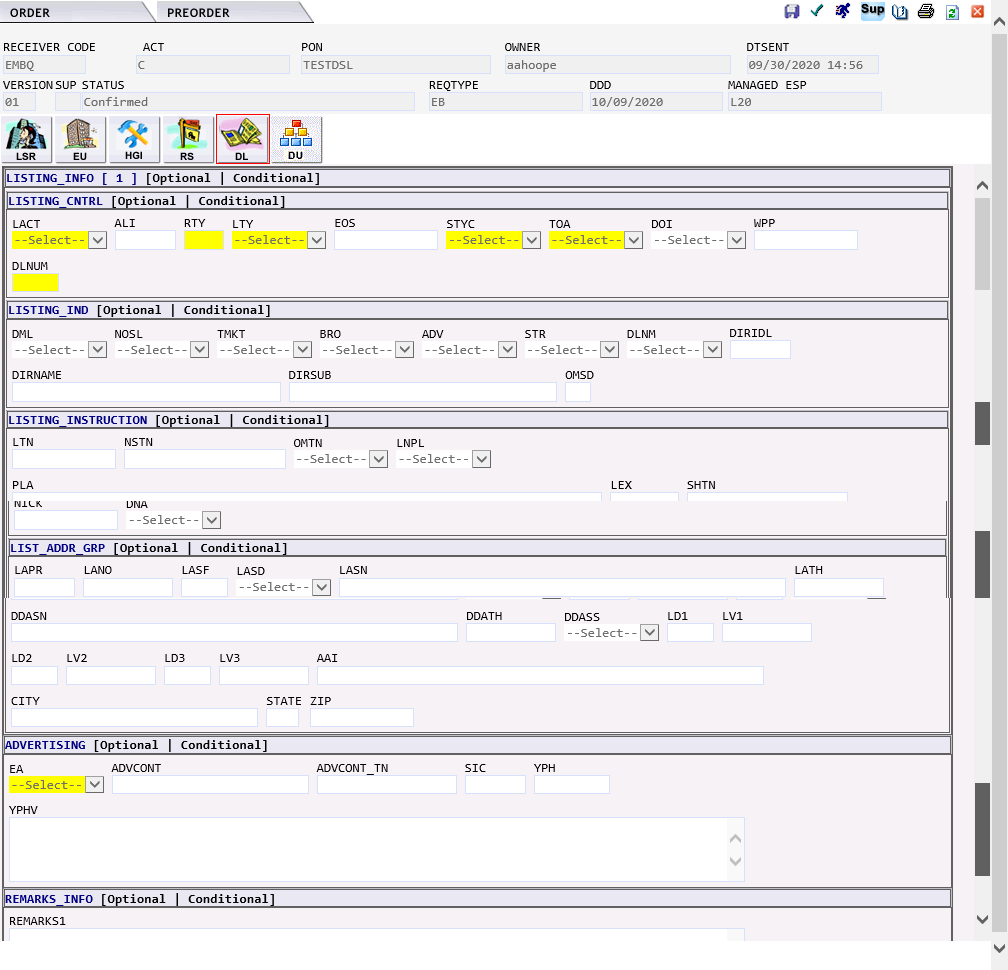 ORDER PREORDER Sup
RECEIVER CODE ACT PON OWNER DTSENT
EMBQ C TESTDSL aahoope 09/30/2020 14:56
VERSION SUP STATUS REQTYPE DDD MANAGED ESP
01 Confirmed EB 10/09/2020 L20
LSR EU HGI RS DL DU
LISTING_INFO [ 1 ] [Optional | Conditional]
LISTING_CNTRL [Optional | Conditional]
LACT ALI RTY LTY EOS STYC TOA DOI WPP
--Select-- --Select-- --Select-- --Select-- --Select--
DLNUM
LISTING_IND [Optional | Conditional]
DML NOSL TMKT BRO ADV STR DLNM DIRIDL
--Select-- --Select-- --Select-- --Select-- --Select-- --Select-- --Select--
DIRNAME DIRSUB OMSD
LISTING_INSTRUCTION [Optional | Conditional]
LTN NSTN OMTN LNPL
--Select-- --Select--
PLA LEX SHTN
NICK DNA
--Select--
LIST_ADDR_GRP [Optional | Conditional]
LAPR LANO LASF LASD LASN LATH
--Select--
DDASN DDATH DDASS LD1 LV1
--Select--
LD2 LV2 LD3 LV3 AAI
CITY STATE ZIP
ADVERTISING [Optional | Conditional]
EA ADVCONT ADVCONT_TN SIC YPH
--Select--
YPHV
REMARKS_INFO [Optional | Conditional]
REMARKS1